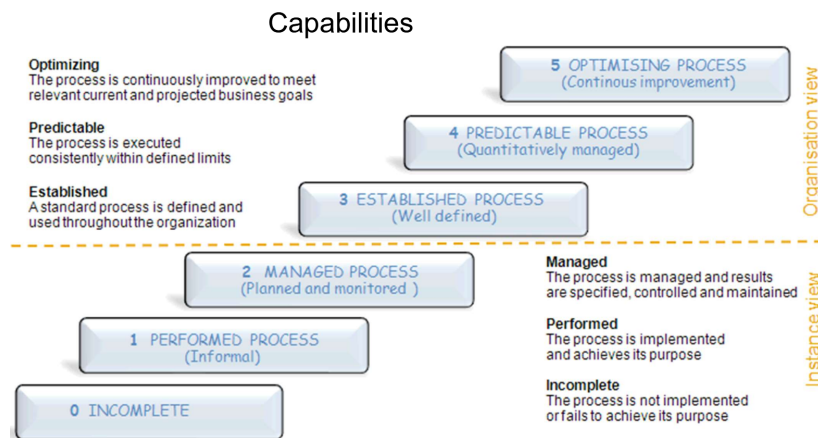 Capabilities
Optimizing
The process is continuously improved to meet
relevant current and projected business goals
Predictable
The process is executed
consistently within defined limits
Established
A standard process is defined and
used throughout the organization
5 OPTIMISING PROCESS
(Continous improvement)
4 PREDICTABLE PROCESS
(Quantitatively managed)
3 ESTABLISHED PROCESS
(Well defined)
Organisation view
2 MANAGED PROCESS
(Planned and monitored )
1 PERFORMED PROCESS
(Informal)
0 INCOMPLETE
Managed
The process is managed and results
are specified, controlled and maintained
Performed
The process is implemented
and achieves its purpose
Incomplete
The process is not implemented
or fails to achieve its purpose
Instance view